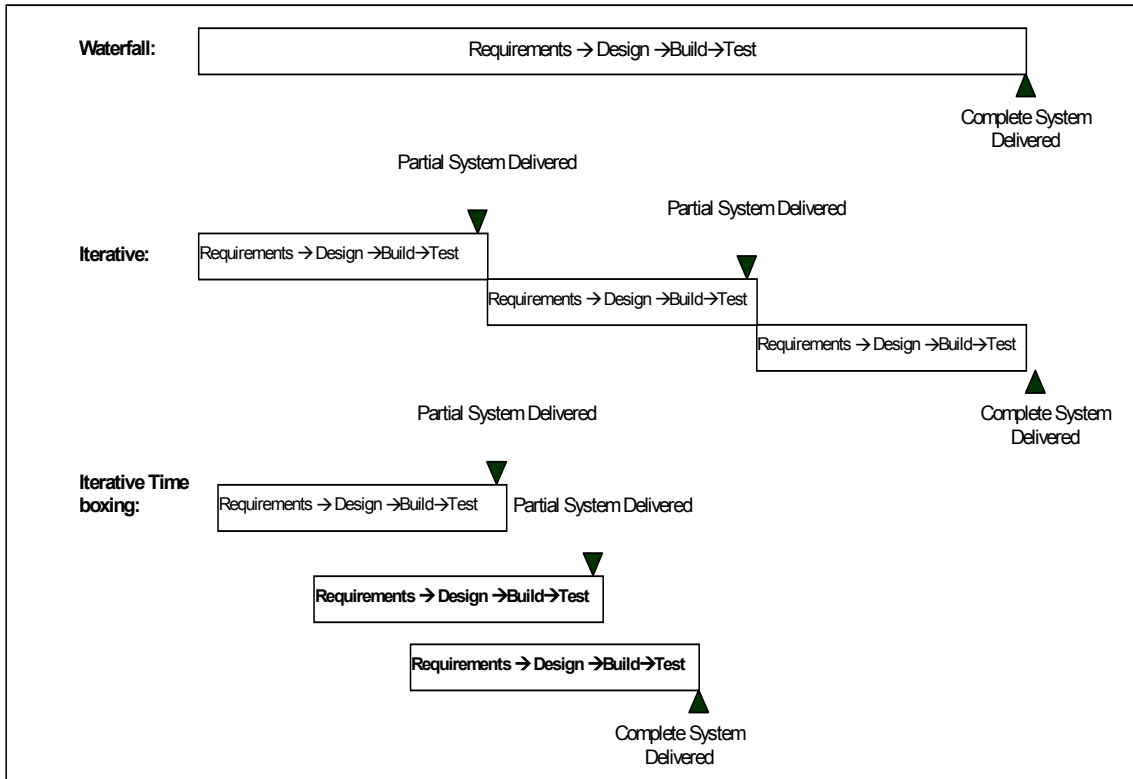 Waterfall:
Requirements → Design →Build→Test
Complete System
Delivered
Partial System Delivered
Partial System Delivered
Iterative:
Requirements → Design →Build→Test
Requirements → Design →Build→Test
Requirements → Design →Build→Test
Partial System Delivered
Complete System
Delivered
Iterative Time
boxing:
Requirements → Design →Build→Test
Partial System Delivered
Requirements → Design →Build→Test
Requirements → Design →Build→Test
Complete System
Delivered